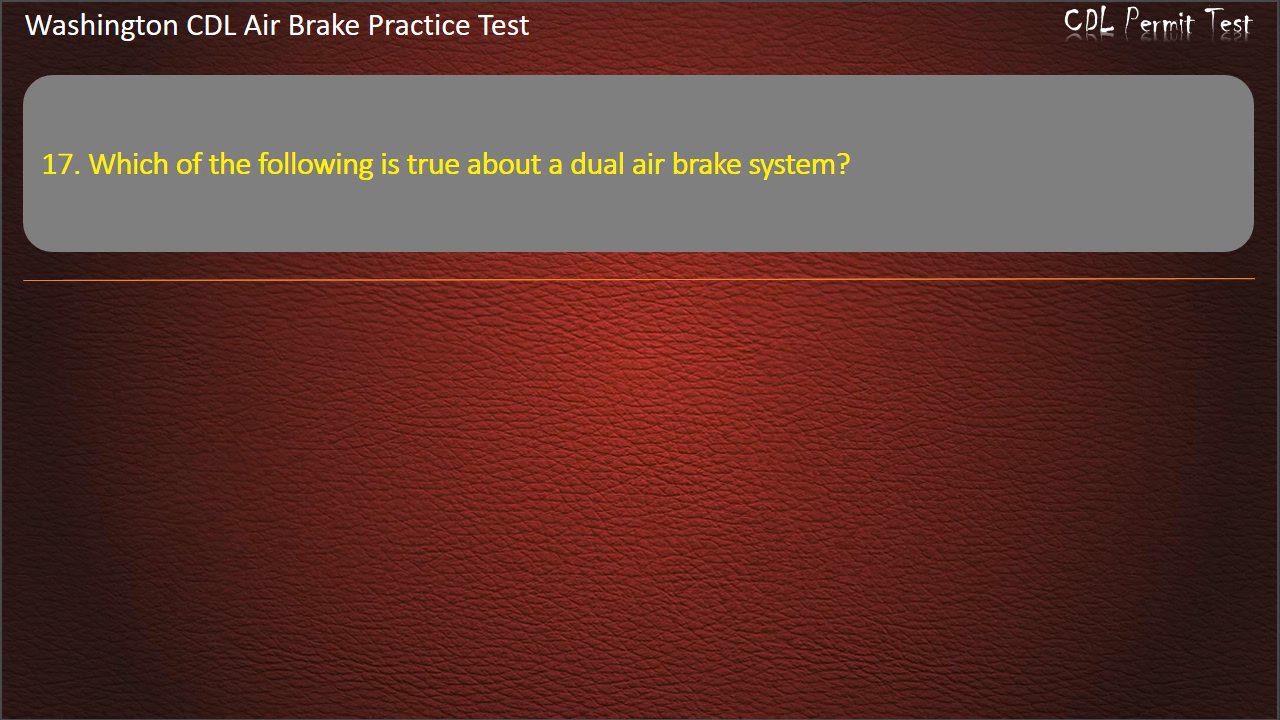 Washington CDL Air Brake Practice Test
CDL Permit Test
17. Which of the following is true about a dual air brake system?